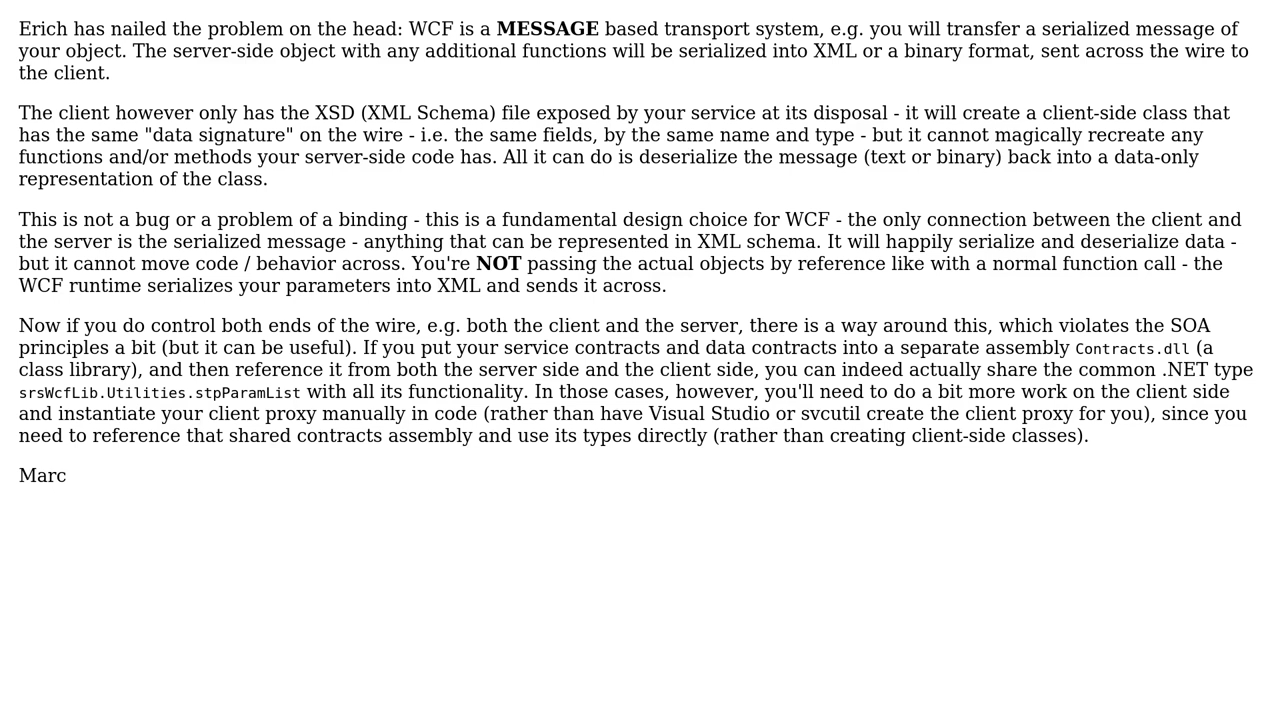 Erich has nailed the problem on the head: WCF is a MESSAGE based transport system, e.g. you will transfer a serialized message of
your object. The server-side object with any additional functions will be serialized into XML or a binary format, sent across the wire to
the client.
The client however only has the XSD (XML Schema) file exposed by your service at its disposal - it will create a client-side class that
has the same "data signature" on the wire - i.e. the same fields, by the same name and type - but it cannot magically recreate any
functions and/or methods your server-side code has. All it can do is deserialize the message (text or binary) back into a data-only
representation of the class.
This is not a bug or a problem of a binding - this is a fundamental design choice for WCF - the only connection between the client and
the server is the serialized message - anything that can be represented in XML schema. It will happily serialize and deserialize data -
but it cannot move code / behavior across. You're NOT passing the actual objects by reference like with a normal function call - the
WCF runtime serializes your parameters into XML and sends it across.
Now if you do control both ends of the wire, e.g. both the client and the server, there is a way around this, which violates the SOA
principles a bit (but it can be useful). If you put your service contracts and data contracts into a separate assembly Contracts.dll (a
class library), and then reference it from both the server side and the client side, you can indeed actually share the common .NET type
srsWcfLib.Utilities.stpParamList with all its functionality. In those cases, however, you'll need to do a bit more work on the client side
and instantiate your client proxy manually in code (rather than have Visual Studio or svcutil create the client proxy for you), since you
need to reference that shared contracts assembly and use its types directly (rather than creating client-side classes).
Marc